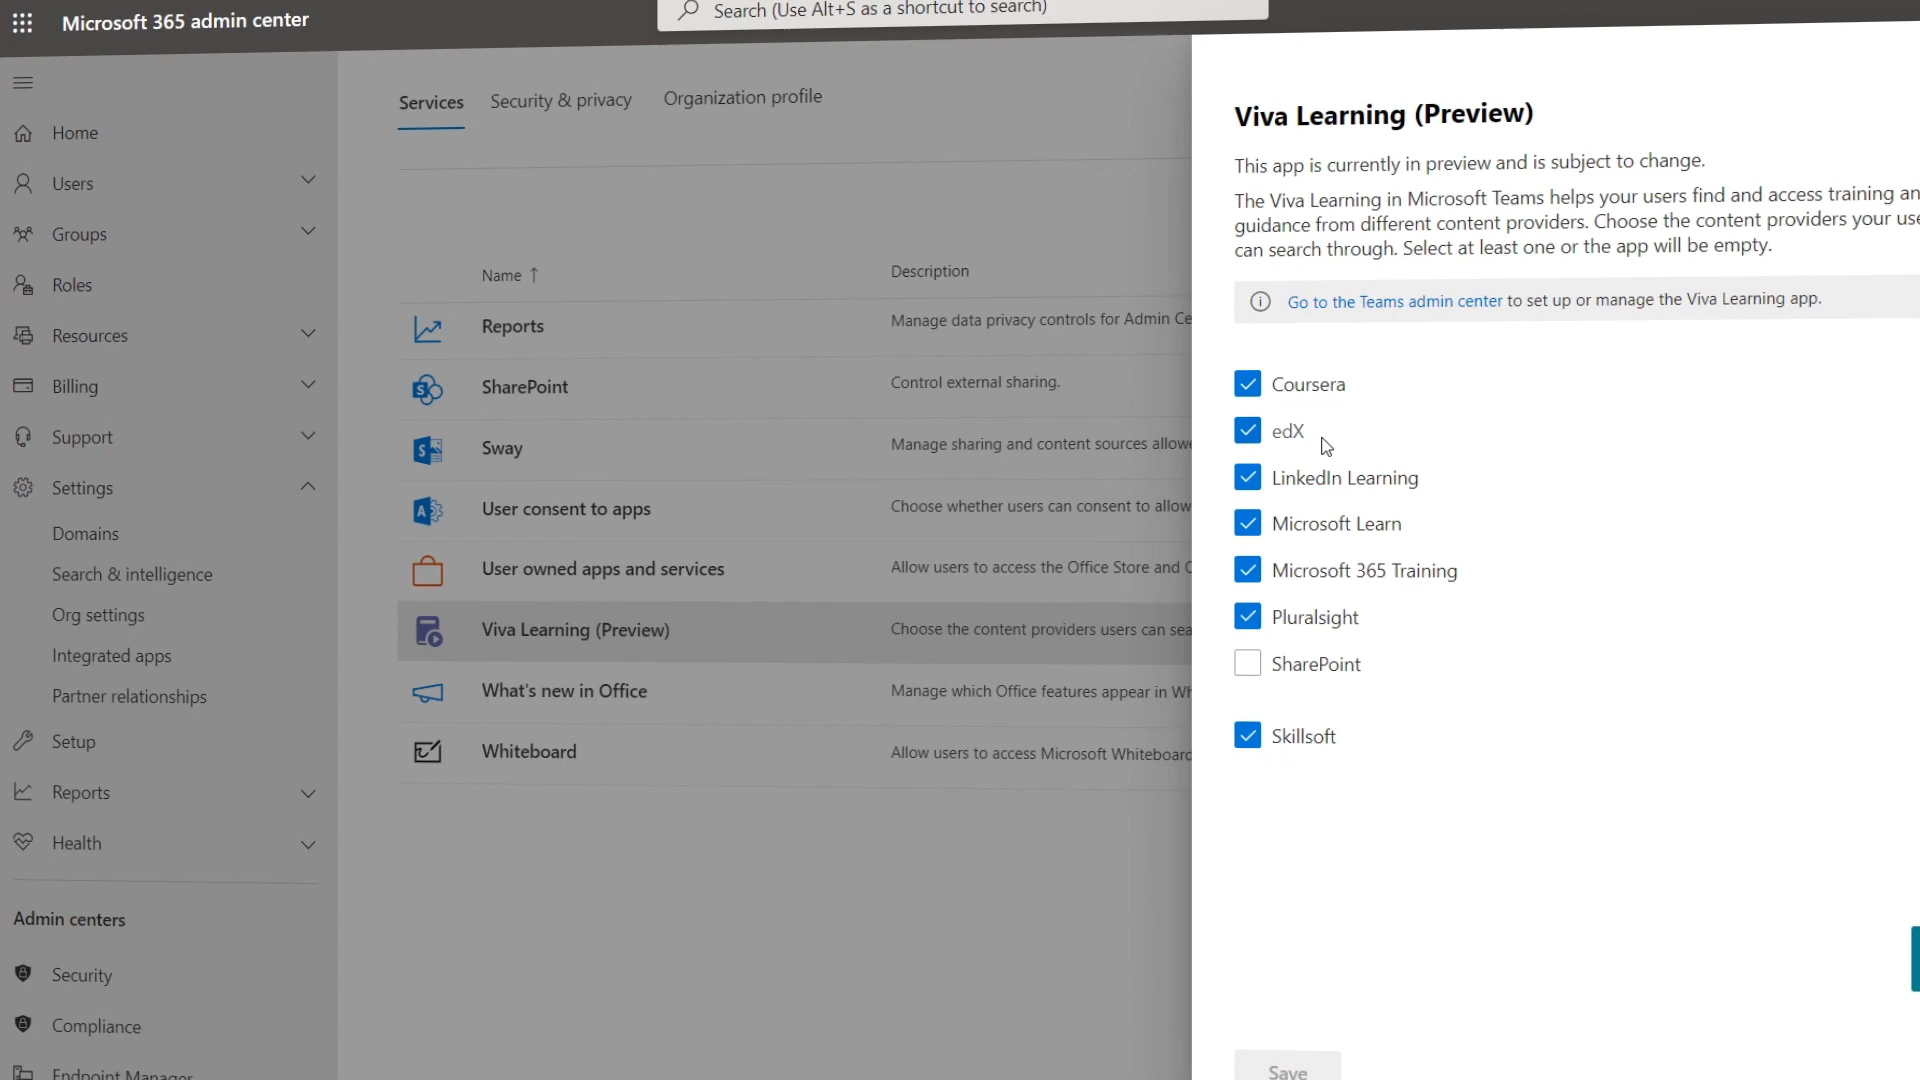 Microsoft 365 admin center
Search (Use Alt+S as a shortcut to search)
Home
Users
Groups
Roles
Resources
Billing
Support
Settings
Domains
Search & intelligence
Org settings
Integrated apps
Partner relationships
Setup
Reports
Health
Admin centers
Security
Compliance
Endpoint Manager
Services Security & privacy Organization profile
Name ↑ Description
Reports Manage data privacy controls for Admin Ce
SharePoint Control external sharing.
Sway Manage sharing and content sources allowe
User consent to apps Choose whether users can consent to allow
User owned apps and services Allow users to access the Office Store and
Viva Learning (Preview) Choose the content providers users can sea
What's new in Office Manage which Office features appear in Wh
Whiteboard Allow users to access Microsoft Whiteboard
Viva Learning (Preview)
This app is currently in preview and is subject to change.
The Viva Learning in Microsoft Teams helps your users find and access training an
guidance from different content providers. Choose the content providers your use
can search through. Select at least one or the app will be empty.
Go to the Teams admin center to set up or manage the Viva Learning app.
Coursera
edX
LinkedIn Learning
Microsoft Learn
Microsoft 365 Training
Pluralsight
SharePoint
Skillsoft
Save